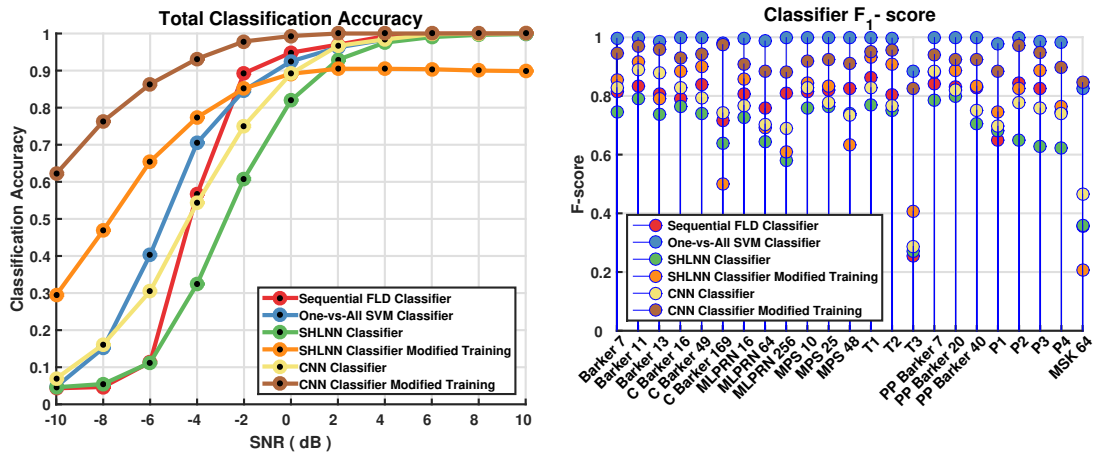 Total Classification Accuracy
1
0.9
0.8
0.7
0.6
0.5
0.4
0.3
0.2
0.1
0
Classification Accuracy
-10 -8 -6 -4 -2 0 2 4 6 8 10
SNR ( dB )
Sequential FLD Classifier
One-vs-All SVM Classifier
SHLNN Classifier
SHLNN Classifier Modified Training
CNN Classifier
CNN Classifier Modified Training
Classifier F1- score
1
0.8
0.6
0.4
0.2
0
F-score
Sequential FLD Classifier
One-vs-All SVM Classifier
SHLNN Classifier
SHLNN Classifier Modified Training
CNN Classifier
CNN Classifier Modified Training
Barker 7
Barker 11
Barker 13
C Barker 16
C Barker 49
C Barker 169
MLPRN 16
MLPRN 64
MLPRN 256
MPS 10
MPS 25
MPS 48
T1
T2
T3
PP Barker 7
PP Barker 20
PP Barker 40
P1
P2
P3
P4
MSK 64